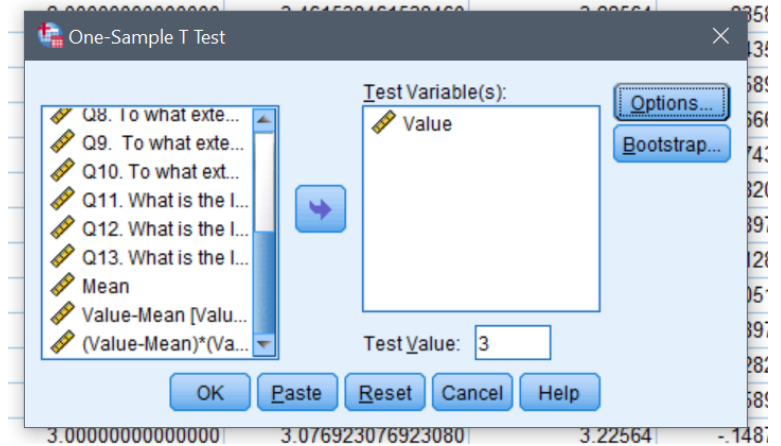 One-Sample T Test
Test Variable(s):
Q8. To what exte...
Q9. To what exte...
Q10. To what ext...
Q11. What is the l...
Q12. What is the l...
Q13. What is the l...
Mean
Value-Mean [Valu...
(Value-Mean)*(Va...
Value
Options...
Bootstrap...
Test Value: 3
OK Paste Reset Cancel Help
3.00000000000000 3.076923076923080 3.22564 -.148